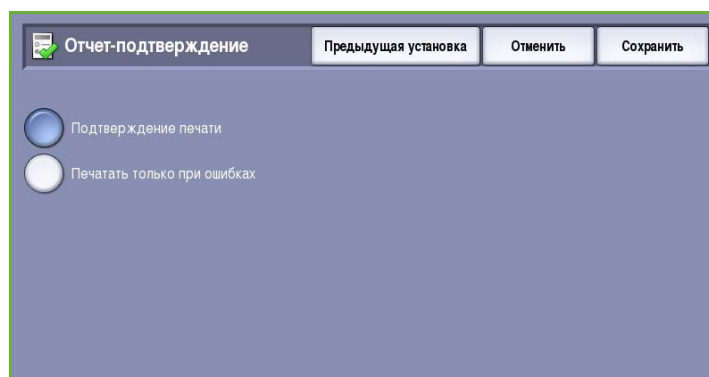 Отчет-подтверждение Предыдущая установка Отменить Сохранить
Подтверждение печати
Печатать только при ошибках